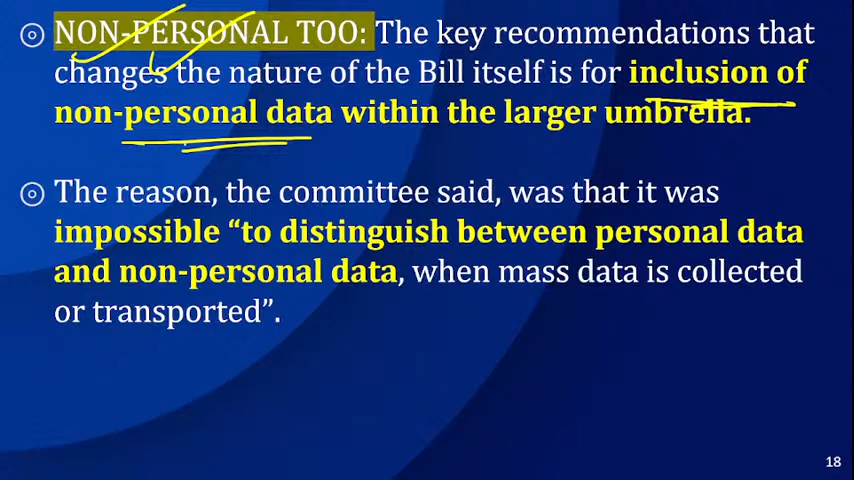 NON-PERSONAL TOO: The key recommendations that
changes the nature of the Bill itself is for inclusion of
non-personal data within the larger umbrella.
The reason, the committee said, was that it was
impossible “to distinguish between personal data
and non-personal data, when mass data is collected
or transported”.
18